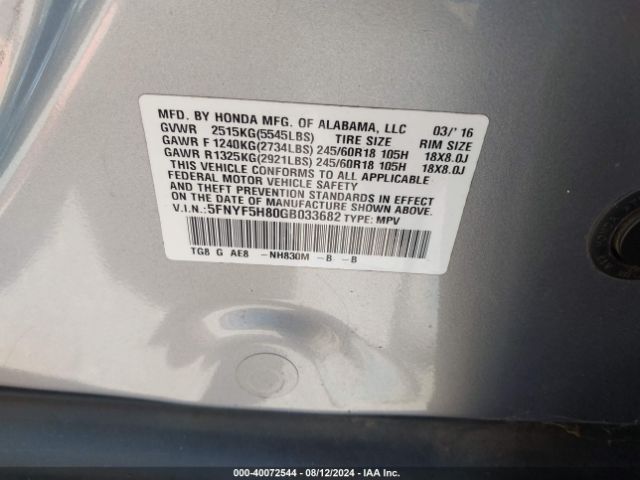 MFD. BY HONDA MFG. OF ALABAMA, LLC 03/'16
GVWR 2515KG(5545LBS) TIRE SIZE RIM SIZE
GAWR F 1240KG(2734LBS) 245/60R18 105H 18X8.0J
GAWR R1325KG(2921LBS) 245/60R18 105H 18X8.0J
THIS VEHICLE CONFORMS TO ALL APPLICABLE
FEDERAL MOTOR VEHICLE SAFETY
AND THEFT PREVENTION STANDARDS IN EFFECT
ON THE DATE OF MANUFACTURE SHOWN ABOVE.
V.I.N.: 5FNYF5H80GB033682 TYPE: MPV
TG8 G AE8 -NH830M -B -B
000-40072544 - 08/12/2024 - IAA Inc.